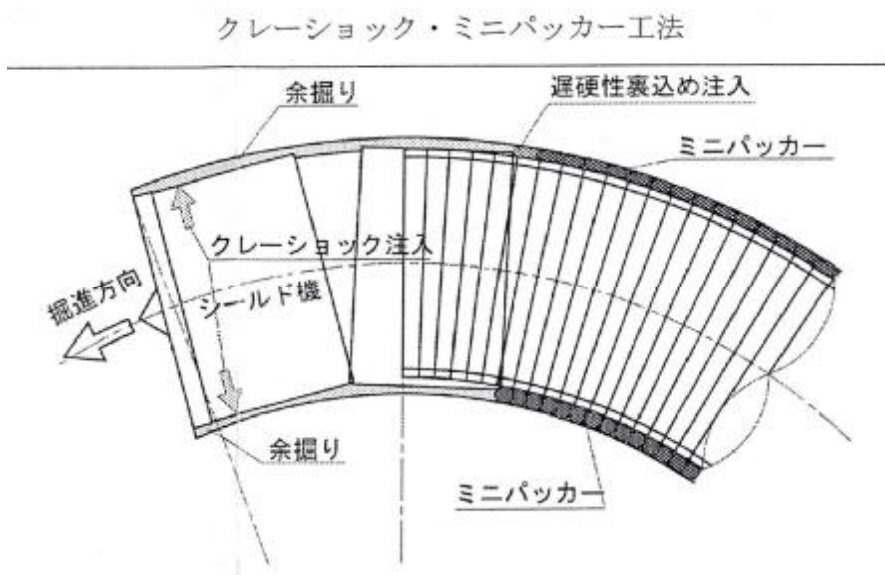 クレーショック・ミニパッカー工法
余掘り
遅硬性裏込め注入
ミニパッカー
クレーショック注入
シールド機
掘進方向
余掘り
ミニパッカー